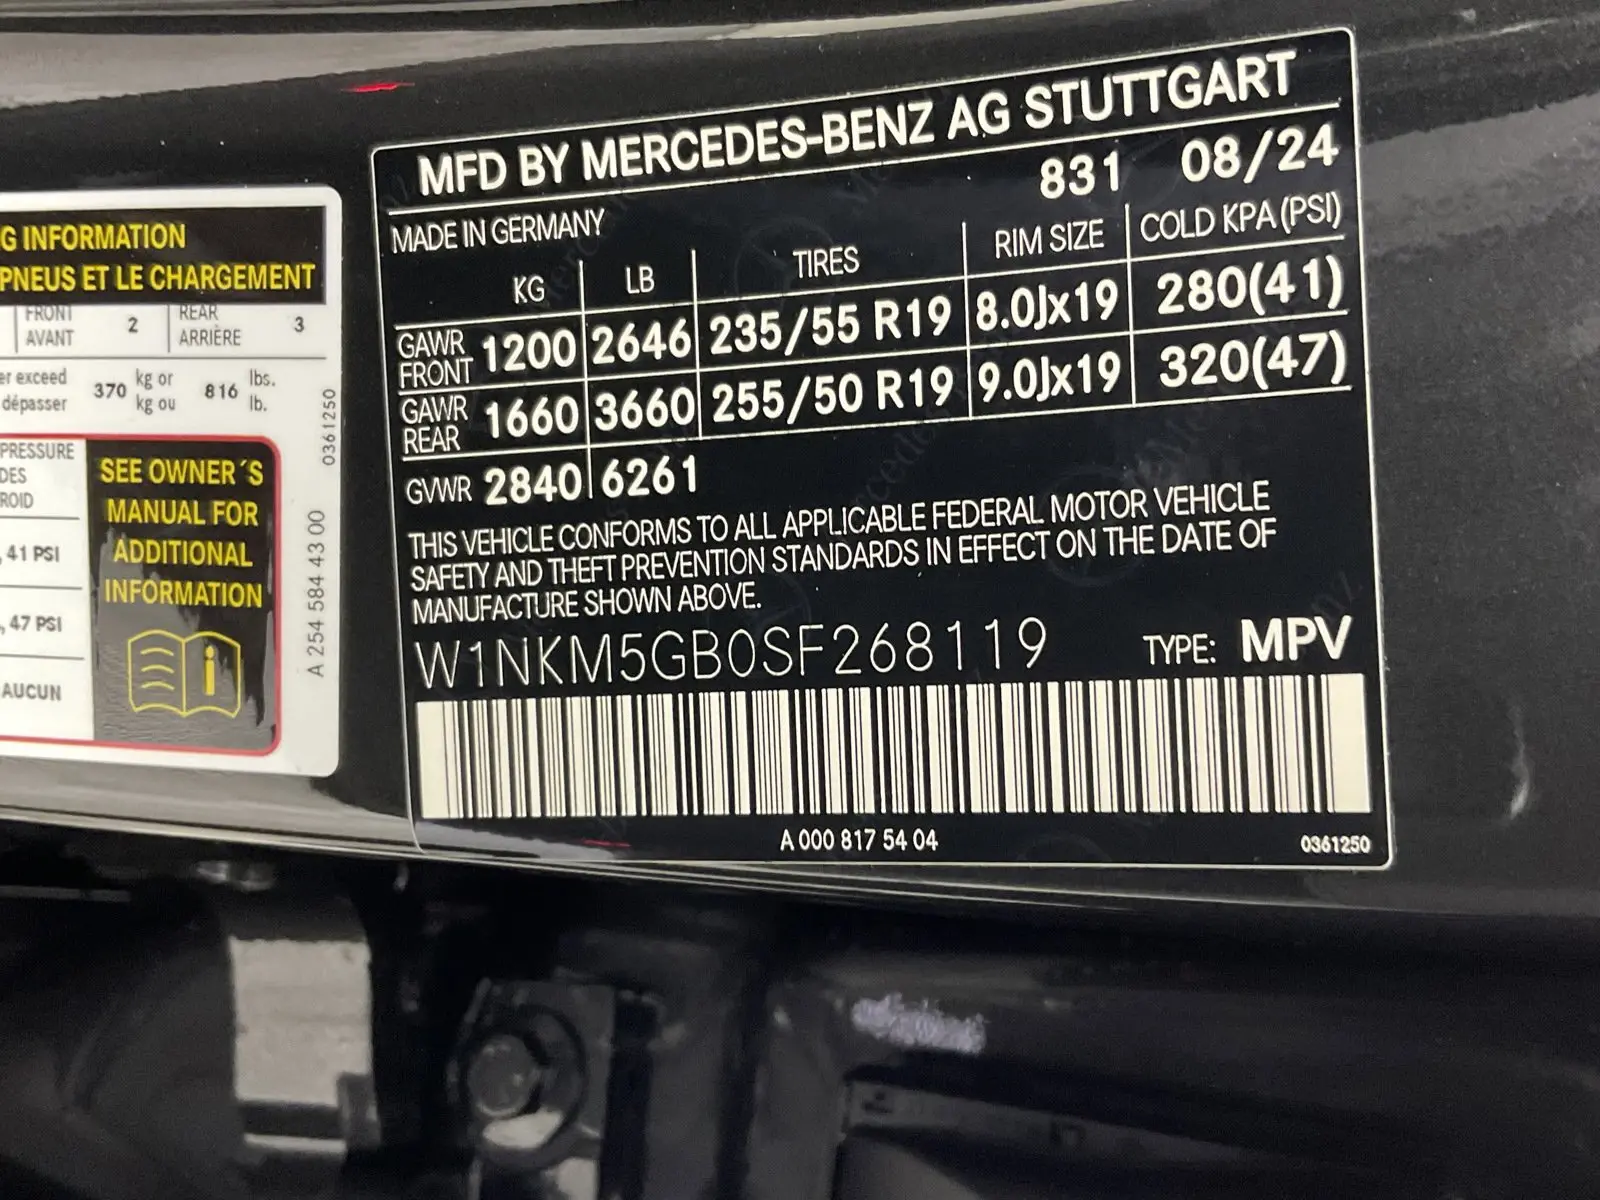 G INFORMATION
PNEUS ET LE CHARGEMENT
FRONT
AVANT
2
REAR
ARRIÈRE
3
er exceed
dépasser
370
kg or
kg ou
816
lbs.
lb.
0361250
PRESSURE
DES
ROID
, 41 PSI
, 47 PSI
AUCUN
SEE OWNER´S
MANUAL FOR
ADDITIONAL
INFORMATION
A 254 584 43 00
MFD BY MERCEDES-BENZ AG STUTTGART
MADE IN GERMANY 831 08/24
KG LB TIRES RIM SIZE COLD KPA (PSI)
GAWR FRONT 1200 2646 235/55 R19 8.0Jx19 280(41)
GAWR REAR 1660 3660 255/50 R19 9.0Jx19 320(47)
GVWR 2840 6261
THIS VEHICLE CONFORMS TO ALL APPLICABLE FEDERAL MOTOR VEHICLE
SAFETY AND THEFT PREVENTION STANDARDS IN EFFECT ON THE DATE OF
MANUFACTURE SHOWN ABOVE.
W1NKM5GB0SF268119 TYPE: MPV
A 000 817 54 04
0361250